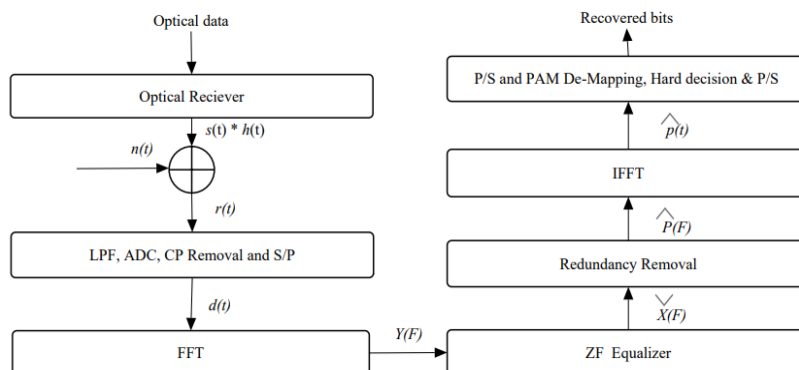 Optical data
Optical Reciever
s(t) * h(t)
n(t)
r(t)
LPF, ADC, CP Removal and S/P
d(t)
FFT
Y(F)
Recovered bits
P/S and PAM De-Mapping, Hard decision & P/S
p(t)
IFFT
P(F)
Redundancy Removal
X(F)
ZF Equalizer